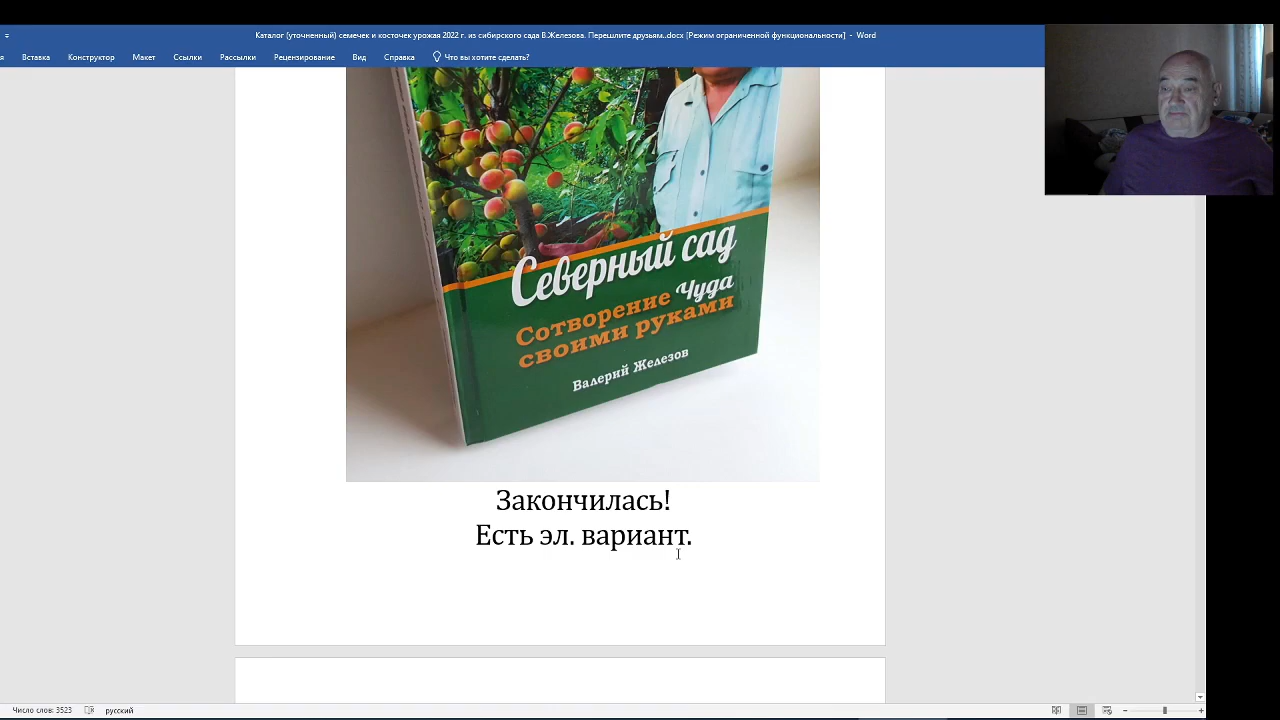 Каталог (уточненный) семечек и косточек урожая 2022 г. из сибирского сада В.Железова. Перешлите друзьям..docx [Режим ограниченной функциональности] - Word
Вставка Конструктор Макет Ссылки Рассылки Рецензирование Вид Справка Что вы хотите сделать?
Северный сад
Сотворение Чуда
своими руками
Валерий Железов
Закончилась!
Есть эл. вариант.
Число слов: 3523 русский